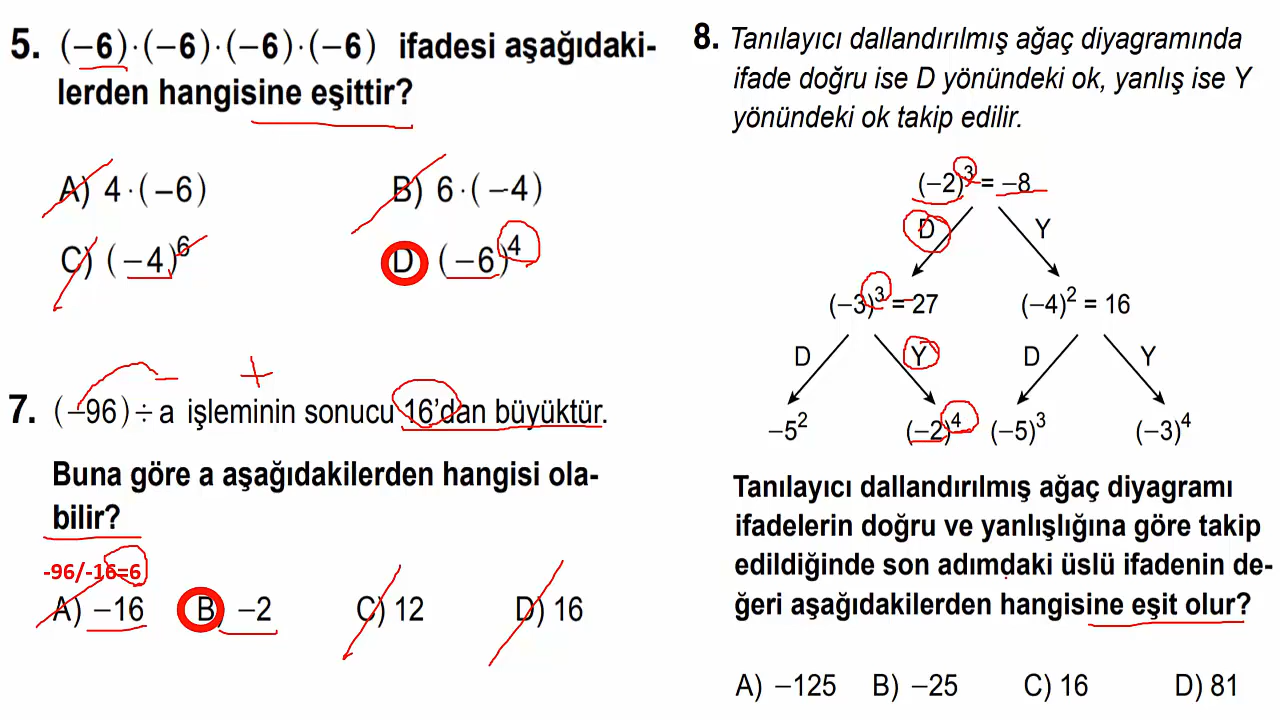 5. (−6)·(−6)·(−6)·(−6) ifadesi aşağıdaki-
lerden hangisine eşittir?
A) 4·(−6)
B) 6·(−4)
C) (−4)⁶
D) (−6)⁴
− +
7. (−96) ÷ a işleminin sonucu 16'dan büyüktür.
Buna göre a aşağıdakilerden hangisi ola-
bilir?
-96/-16=6
A) −16 B) −2 C) 12 D) 16
8. Tanılayıcı dallandırılmış ağaç diyagramında
ifade doğru ise D yönündeki ok, yanlış ise Y
yönündeki ok takip edilir.
(−2)³ = −8
D Y
(−3)³ = −27 (−4)² = 16
D Y D Y
−5² (−2)⁴ (−5)³ (−3)⁴
Tanılayıcı dallandırılmış ağaç diyagramı
ifadelerin doğru ve yanlışlığına göre takip
edildiğinde son adımdaki üslü ifadenin de-
ğeri aşağıdakilerden hangisine eşit olur?
A) −125 B) −25 C) 16 D) 81